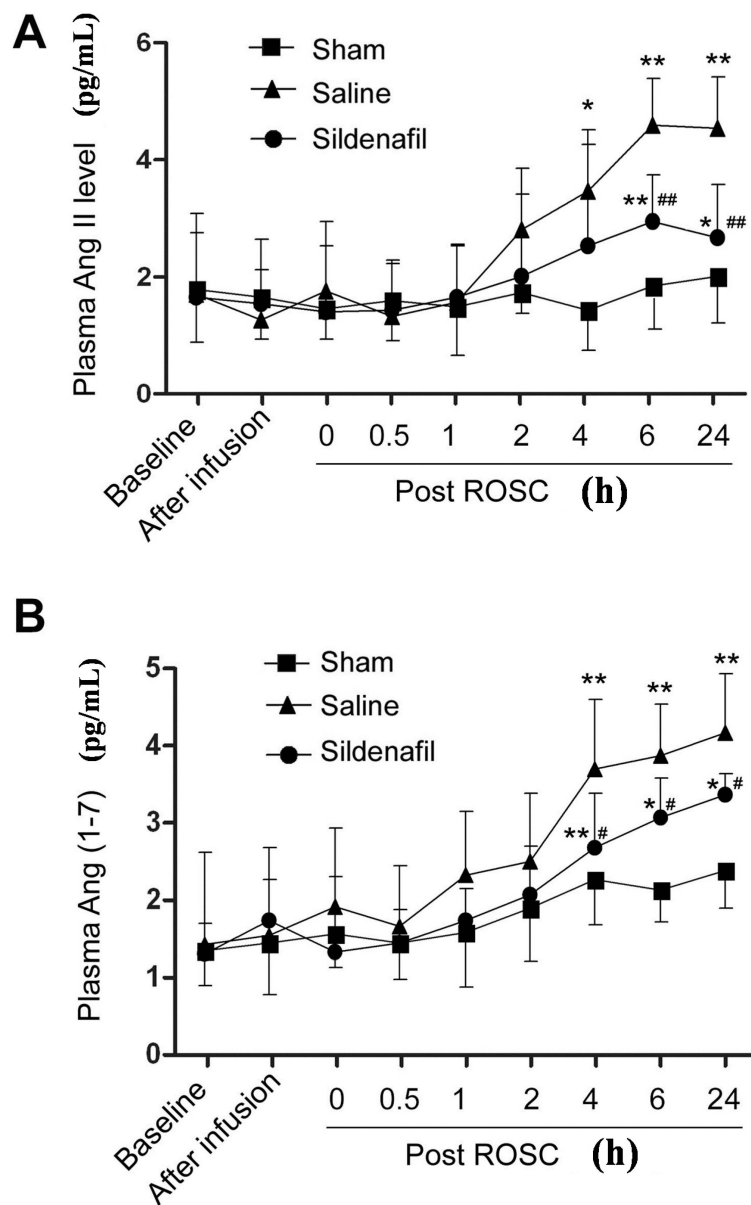 A
Plasma Ang II level (pg/mL)
6
4
2
0
Sham
Saline
Sildenafil
*
**
**
** ##
* ##
Baseline
After infusion
0 0.5 1 2 4 6 24
Post ROSC (h)
B
Plasma Ang (1-7) (pg/mL)
5
4
3
2
1
0
Sham
Saline
Sildenafil
**
**
**
** #
* #
* #
Baseline
After infusion
0 0.5 1 2 4 6 24
Post ROSC (h)